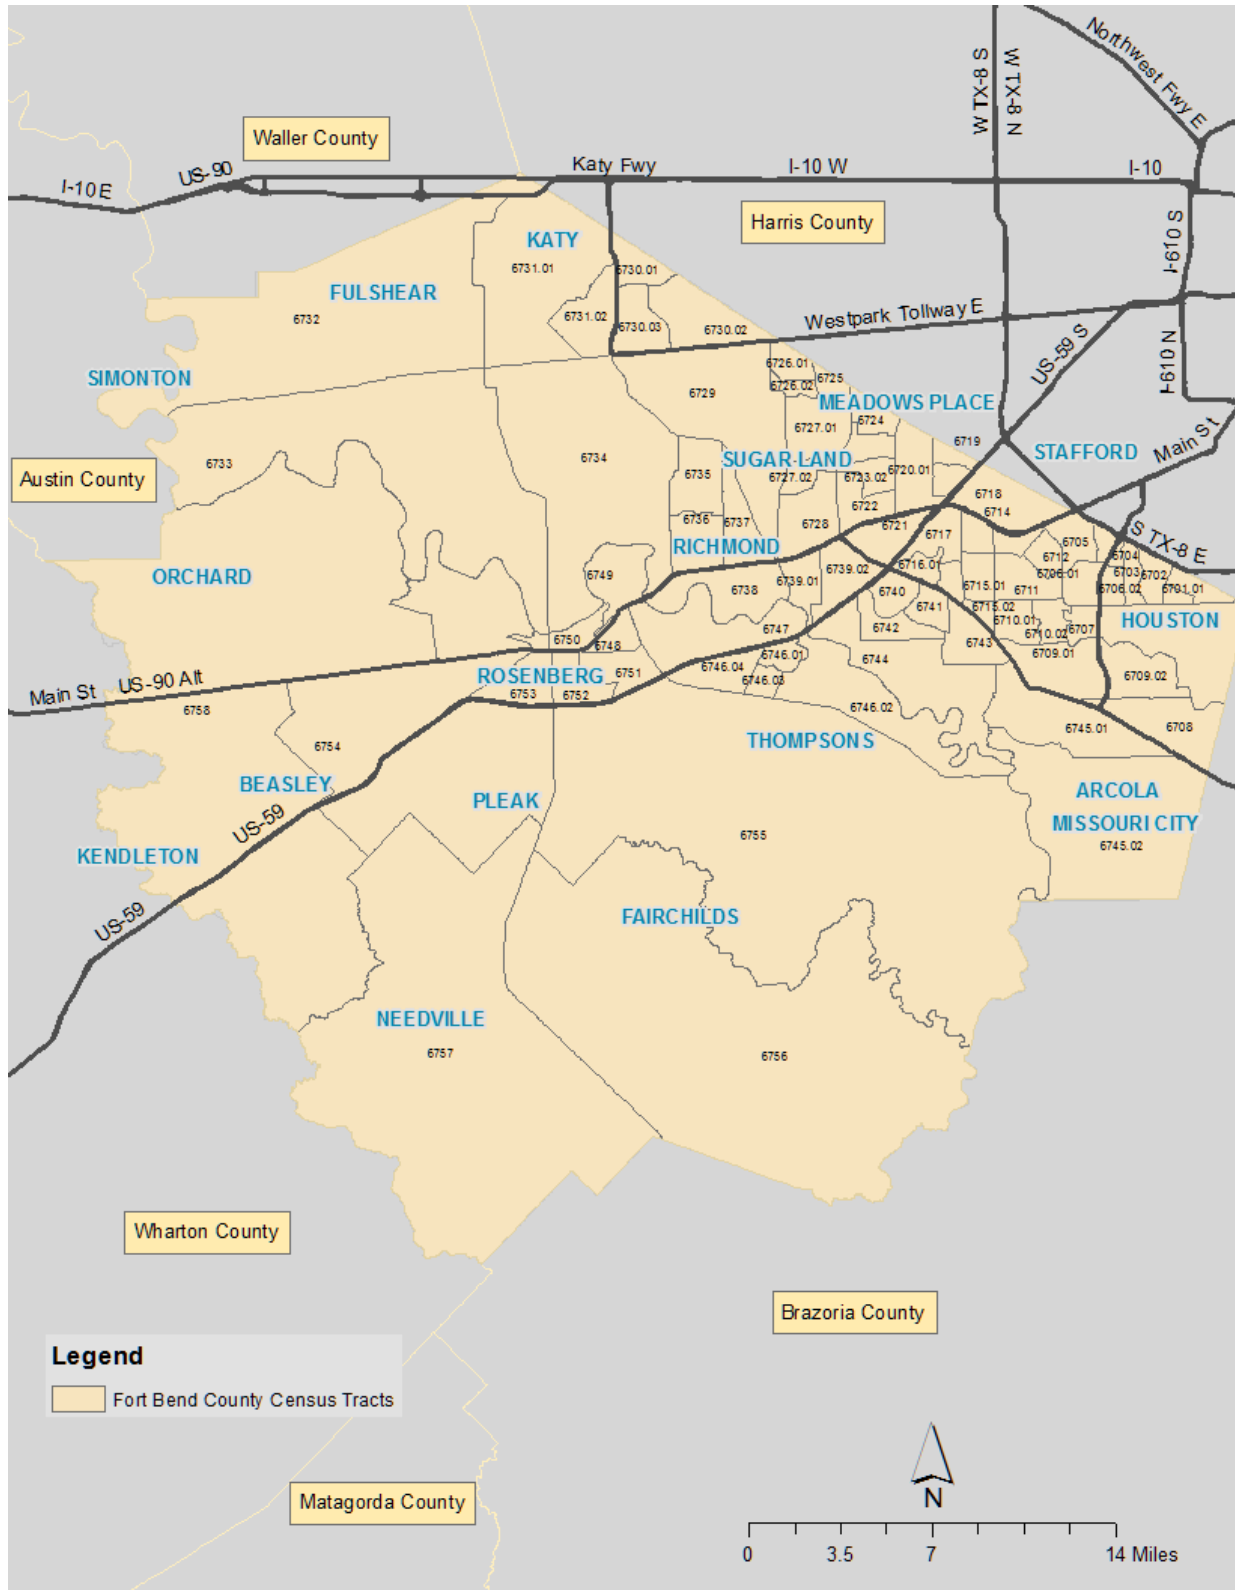 Northwest Fwy E
W TX-8 S
W TX-8 N
Waller County
US-90
Katy Fwy
I-10 W
I-10
I-10 E
Harris County
I-610 S
KATY
6731.01
6730.01
FULSHEAR
6732
6731.02
6730.03
6730.02
Westpark Tollway E
US-59 S
I-610 N
SIMONTON
6726.01
6726.02
6725
6729
MEADOWS PLACE
6724
6727.01
Main St
6719
STAFFORD
Austin County
6733
6734
6735
SUGAR LAND
6727.02
6723.02
6720.01
6722
6718
6714
6736
6737
6728
6721
6717
S TX-8 E
RICHMOND
6705
6712
6704
ORCHARD
6749
6738
6739.01
6739.02
6716.01
6740
6715.01
6706.01
6711
6703
6702
6706.02
6701.01
6741
6715.02
6710.01
6710.02
6707
HOUSTON
6750
6748
6747
6742
6743
6709.01
6746.01
6744
ROSENBERG
6751
6746.04
6746.03
6709.02
Main St
US-90 Alt
6753
6752
6758
6746.02
6745.01
6708
6754
THOMPSONS
BEASLEY
PLEAK
ARCOLA
US-59
6755
MISSOURI CITY
6745.02
KENDLETON
US-59
FAIRCHILDS
NEEDVILLE
6757
6756
Wharton County
Brazoria County
Legend
Fort Bend County Census Tracts
Matagorda County
N
0 3.5 7 14 Miles